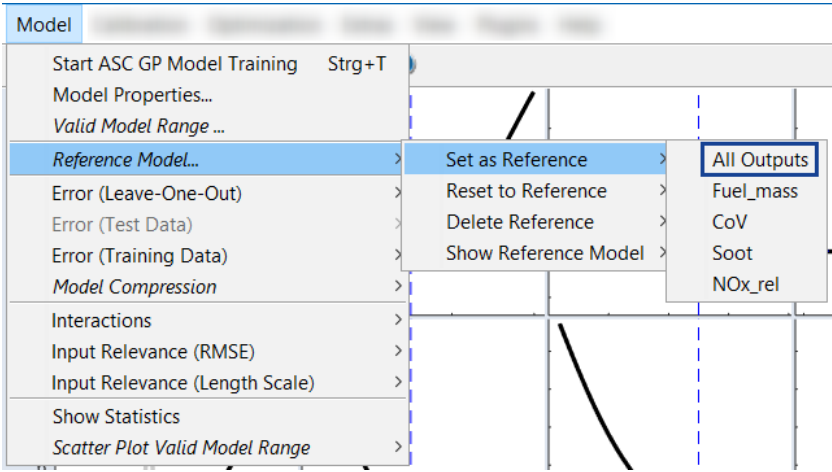 Model
Start ASC GP Model Training Strg+T
Model Properties...
Valid Model Range ...
Reference Model...
Error (Leave-One-Out)
Error (Test Data)
Error (Training Data)
Model Compression
Interactions
Input Relevance (RMSE)
Input Relevance (Length Scale)
Show Statistics
Scatter Plot Valid Model Range
Set as Reference
Reset to Reference
Delete Reference
Show Reference Model
All Outputs
Fuel_mass
CoV
Soot
NOx_rel